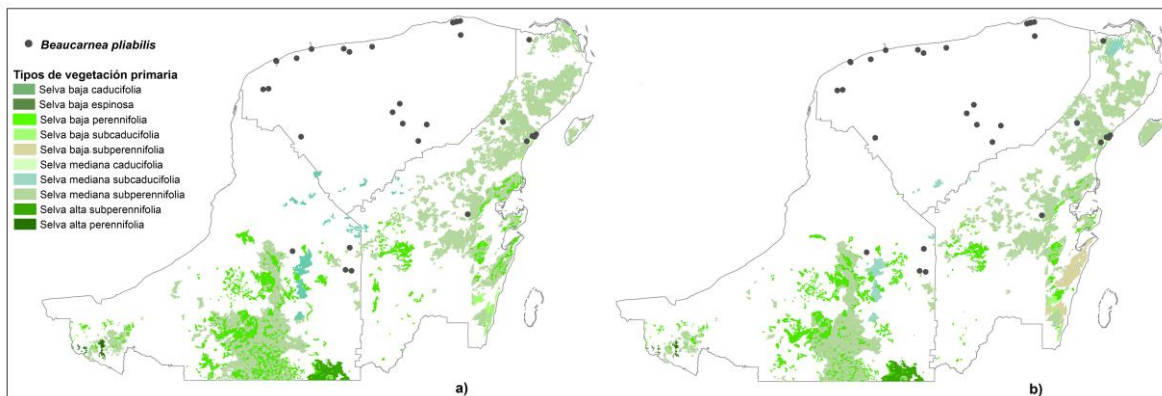 Beaucarnea pliabilis
Tipos de vegetación primaria
Selva baja caducifolia
Selva baja espinosa
Selva baja perennifolia
Selva baja subcaducifolia
Selva baja subperennifolia
Selva mediana caducifolia
Selva mediana subcaducifolia
Selva mediana subperennifolia
Selva alta subperennifolia
Selva alta perennifolia
a)
b)